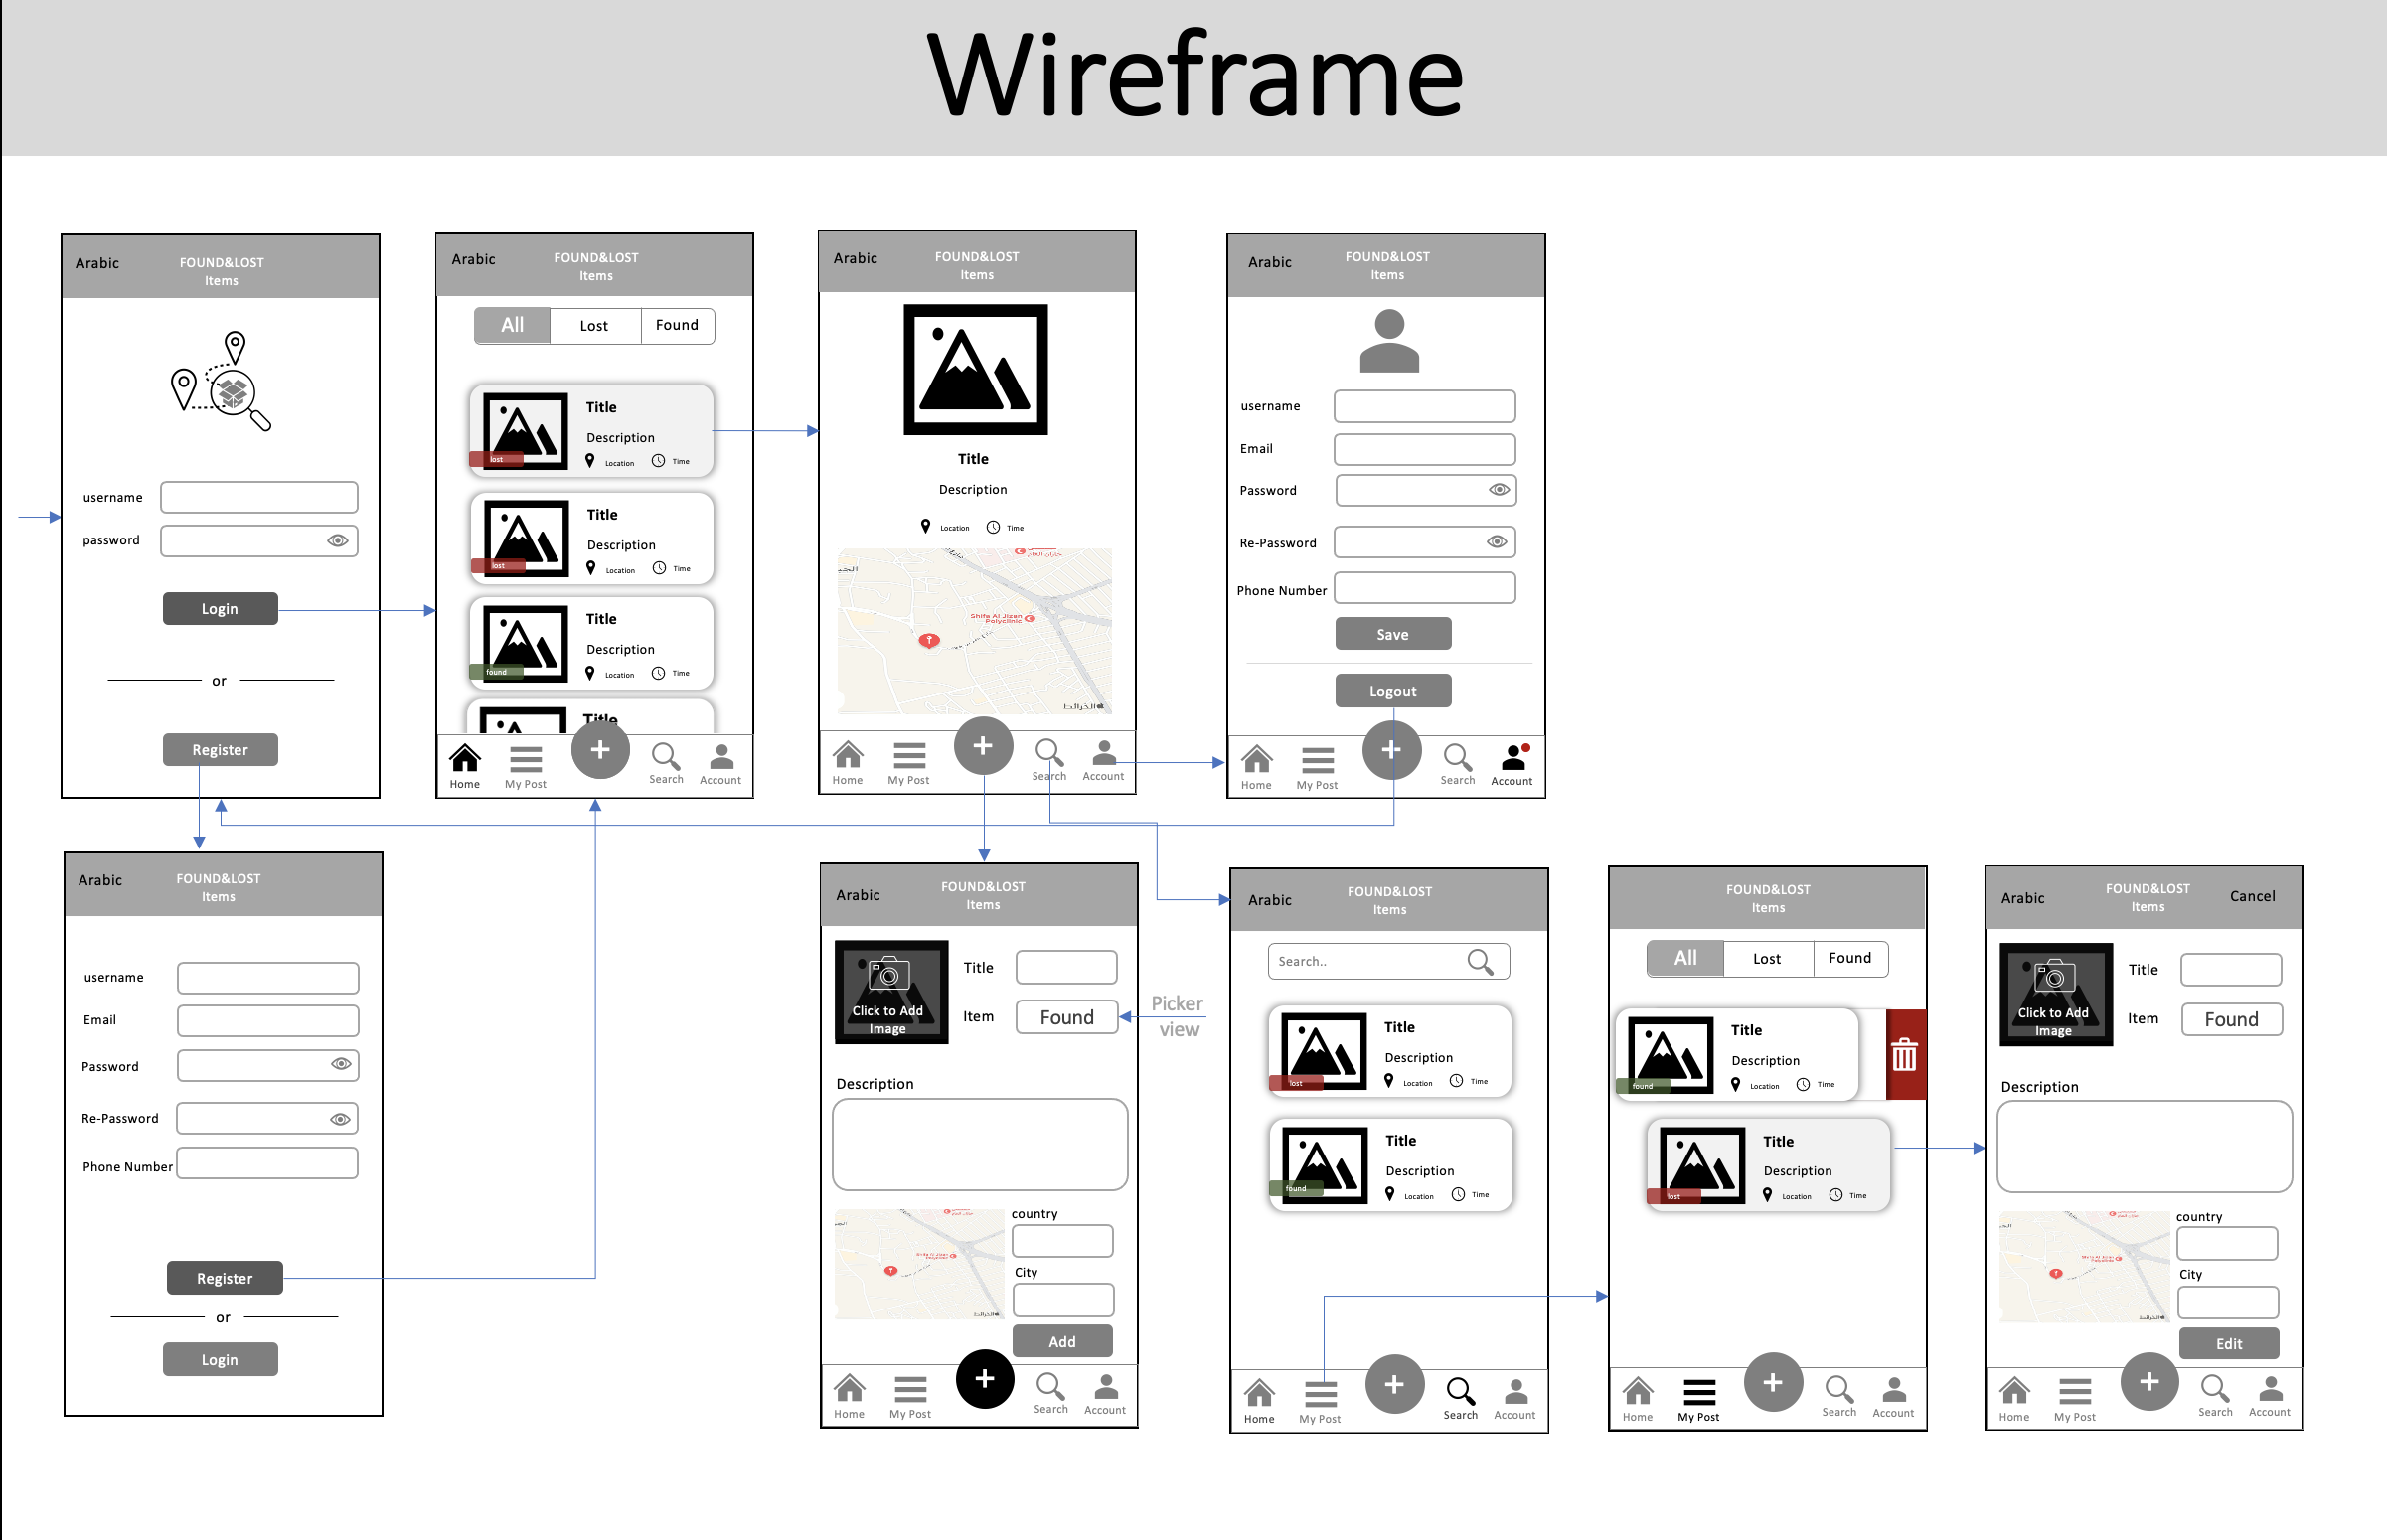 Wireframe
Arabic
FOUND&LOST
Items
username
password
Login
or
Register
Arabic
FOUND&LOST
Items
All
Lost
Found
Title
Description
lost
Location
Time
Title
Description
lost
Location
Time
Title
Description
found
Location
Time
Title
Home
My Post
+
Search
Account
Arabic
FOUND&LOST
Items
Title
Description
Location
Time
Shifa Al Jizan
Polyclinic
الخرائط
Home
My Post
+
Search
Account
Arabic
FOUND&LOST
Items
username
Email
Password
Re-Password
Phone Number
Save
Logout
Home
My Post
+
Search
Account
Arabic
FOUND&LOST
Items
username
Email
Password
Re-Password
Phone Number
Register
or
Login
Arabic
FOUND&LOST
Items
Click to Add
Image
Title
Item
Found
Picker
view
Description
country
City
Add
Home
My Post
+
Search
Account
Arabic
FOUND&LOST
Items
Search..
Title
Description
lost
Location
Time
Title
Description
found
Location
Time
Home
My Post
+
Search
Account
FOUND&LOST
Items
All
Lost
Found
Title
Description
found
Location
Time
Title
Description
lost
Location
Time
Home
My Post
+
Search
Account
Arabic
FOUND&LOST
Items
Cancel
Click to Add
Image
Title
Item
Found
Description
country
City
Edit
Home
My Post
+
Search
Account